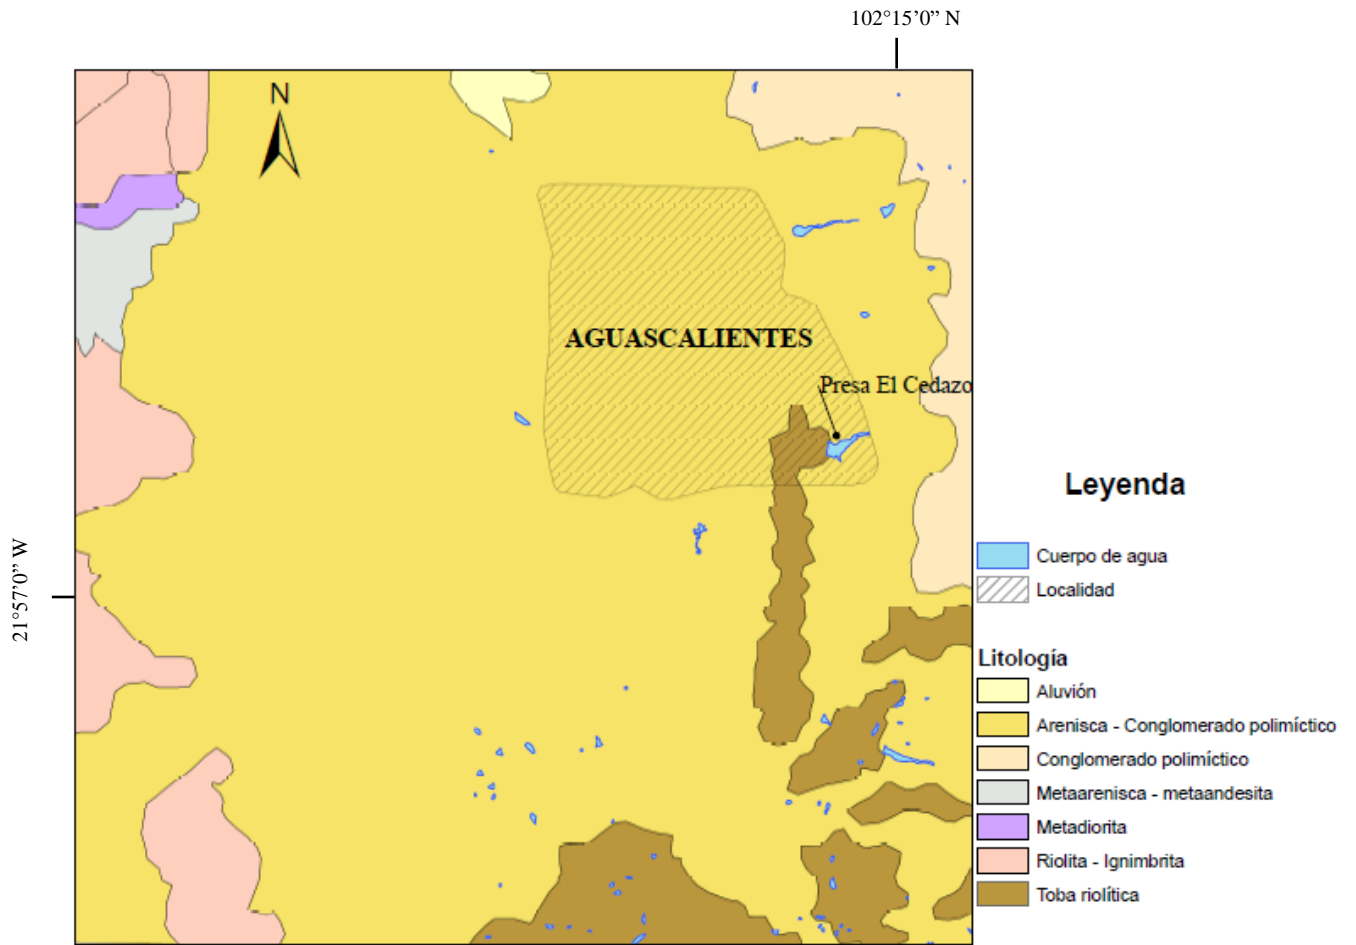 102°15'0” N
N
AGUASCALIENTES
Presa El Cedazo
21°57'0” W
Leyenda
Cuerpo de agua
Localidad
Litología
Aluvión
Arenisca - Conglomerado polimíctico
Conglomerado polimíctico
Metaarenisca - metaandesita
Metadiorita
Riolita - Ignimbrita
Toba riolítica